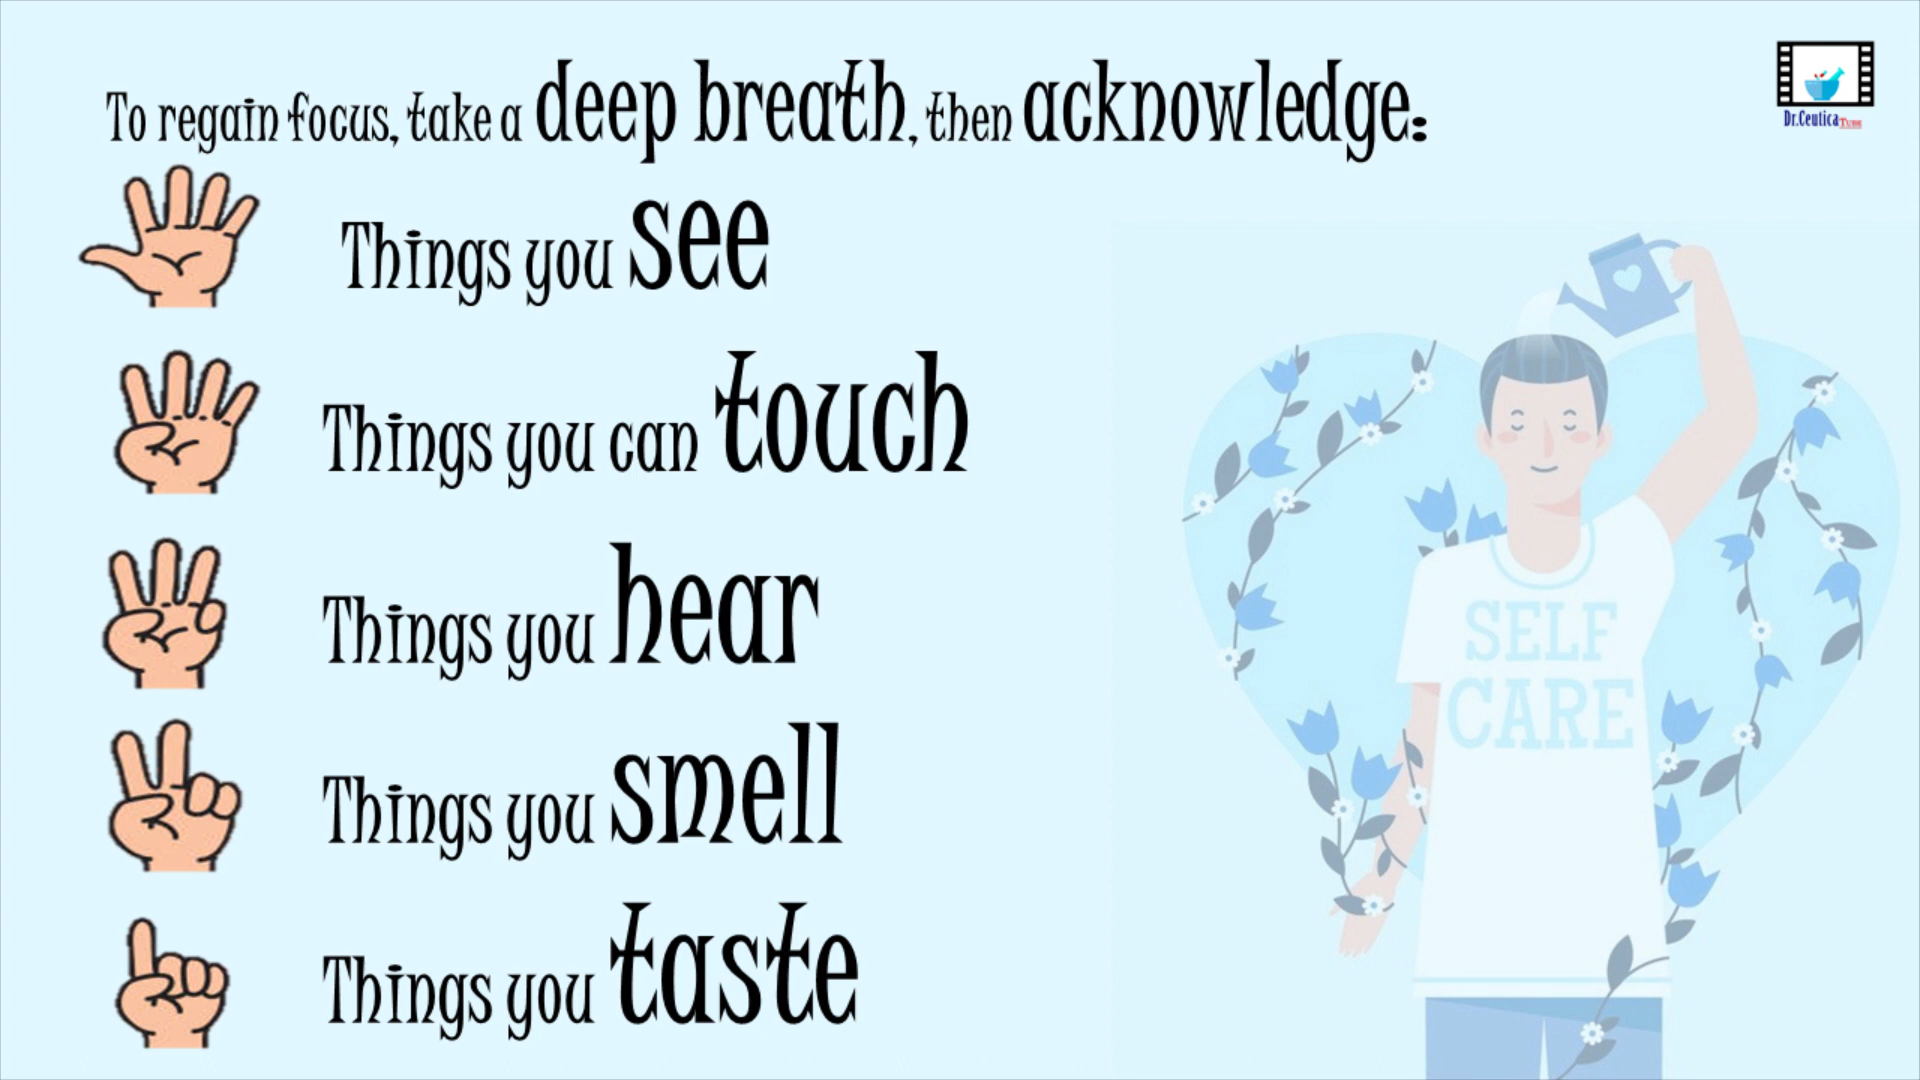 To regain focus, take a deep breath, then acknowledge:
Dr.Ceutica TUBE
Things you see
Things you can touch
Things you hear
Things you smell
Things you taste
SELF
CARE